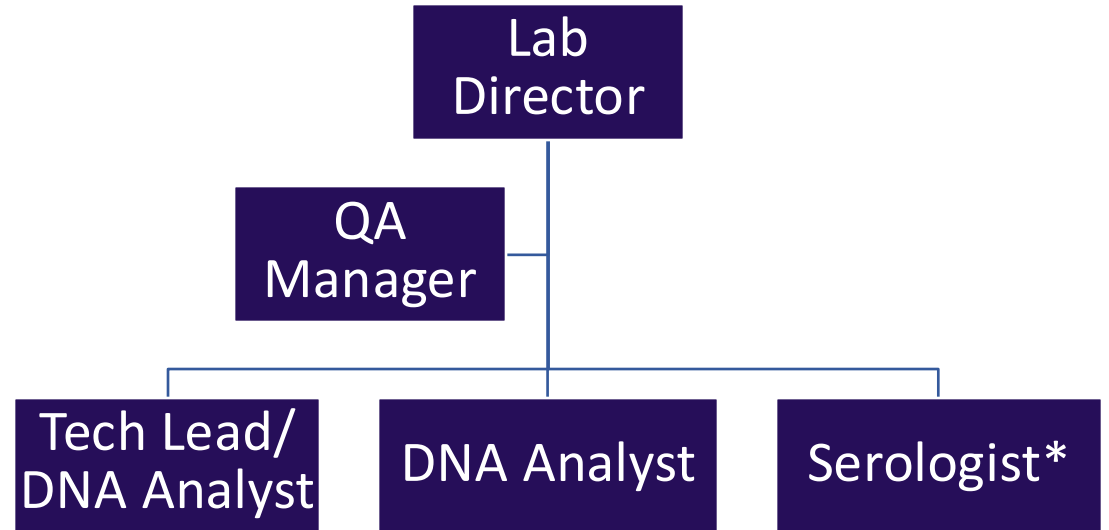 Lab
Director
QA
Manager
Tech Lead/
DNA Analyst
DNA Analyst
Serologist*